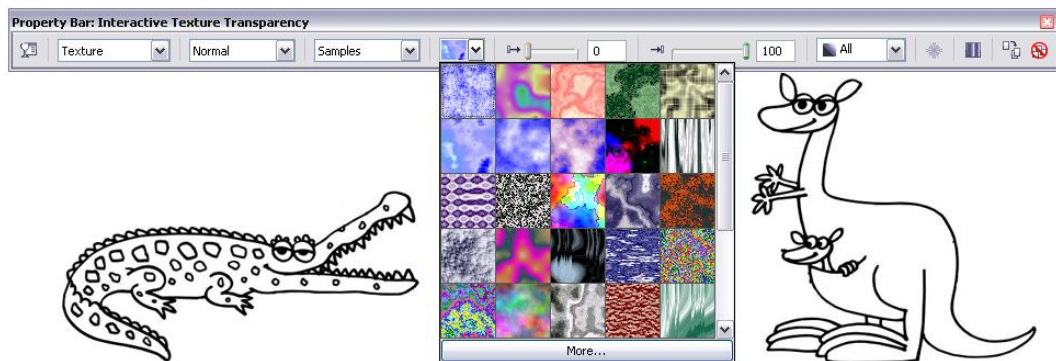 Property Bar: Interactive Texture Transparency
Texture Normal Samples 0 100 All
More...